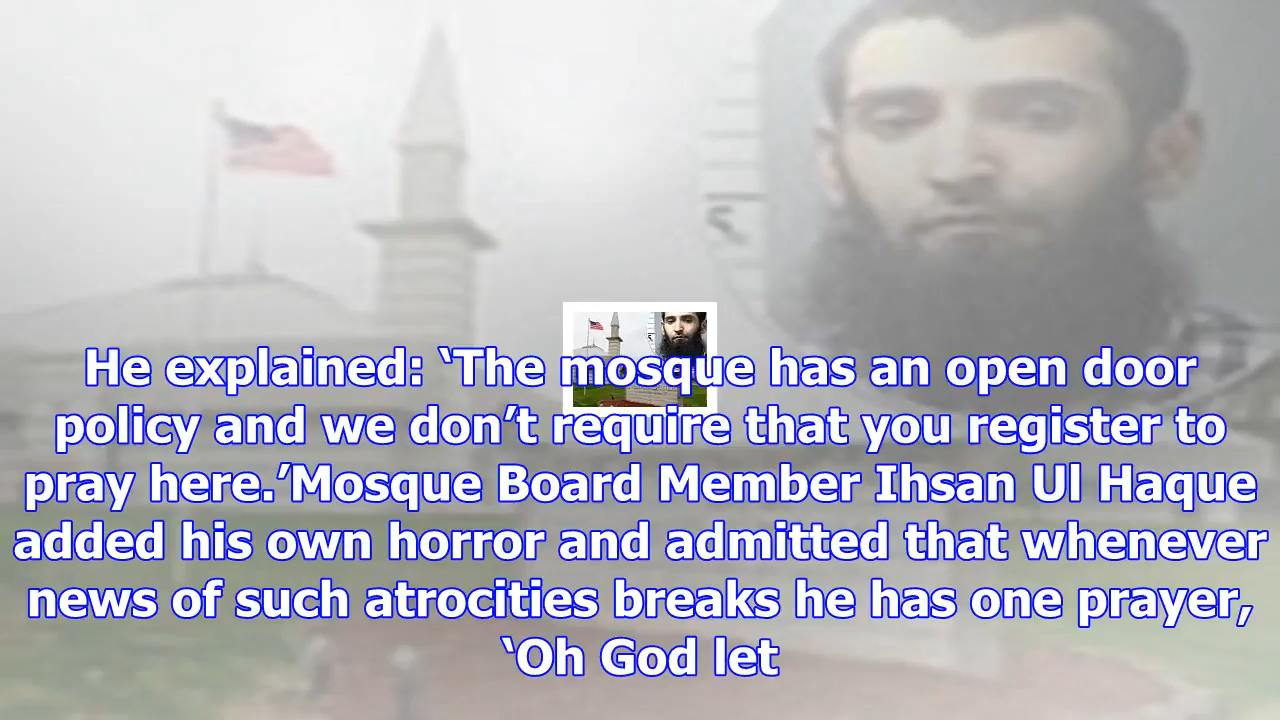 He explained: ‘The mosque has an open door
policy and we don’t require that you register to
pray here.’Mosque Board Member Ihsan Ul Haque
added his own horror and admitted that whenever
news of such atrocities breaks he has one prayer,
‘Oh God let